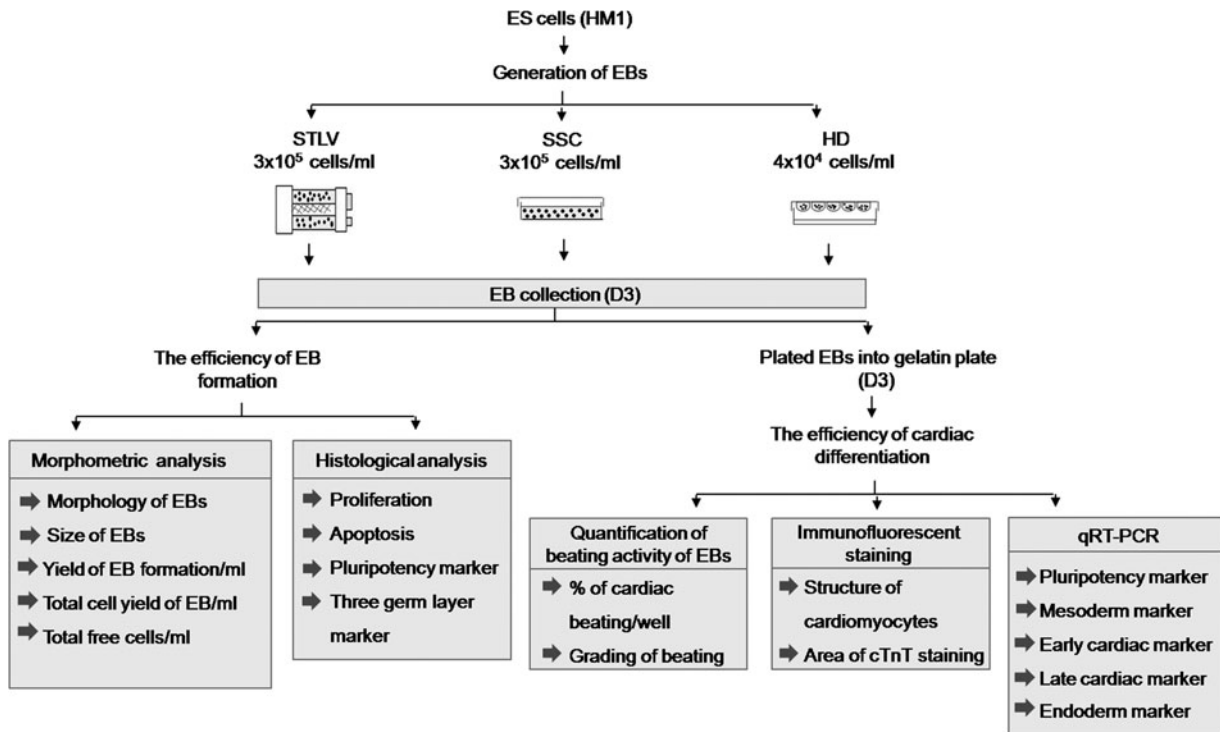 ES cells (HM1)
Generation of EBs
STLV
3x10⁵ cells/ml
SSC
3x10⁵ cells/ml
HD
4x10⁴ cells/ml
EB collection (D3)
The efficiency of EB
formation
Plated EBs into gelatin plate
(D3)
The efficiency of cardiac
differentiation
Morphometric analysis
Morphology of EBs
Size of EBs
Yield of EB formation/ml
Total cell yield of EB/ml
Total free cells/ml
Histological analysis
Proliferation
Apoptosis
Pluripotency marker
Three germ layer
marker
Quantification of
beating activity of EBs
% of cardiac
beating/well
Grading of beating
Immunofluorescent
staining
Structure of
cardiomyocytes
Area of cTnT staining
qRT-PCR
Pluripotency marker
Mesoderm marker
Early cardiac marker
Late cardiac marker
Endoderm marker